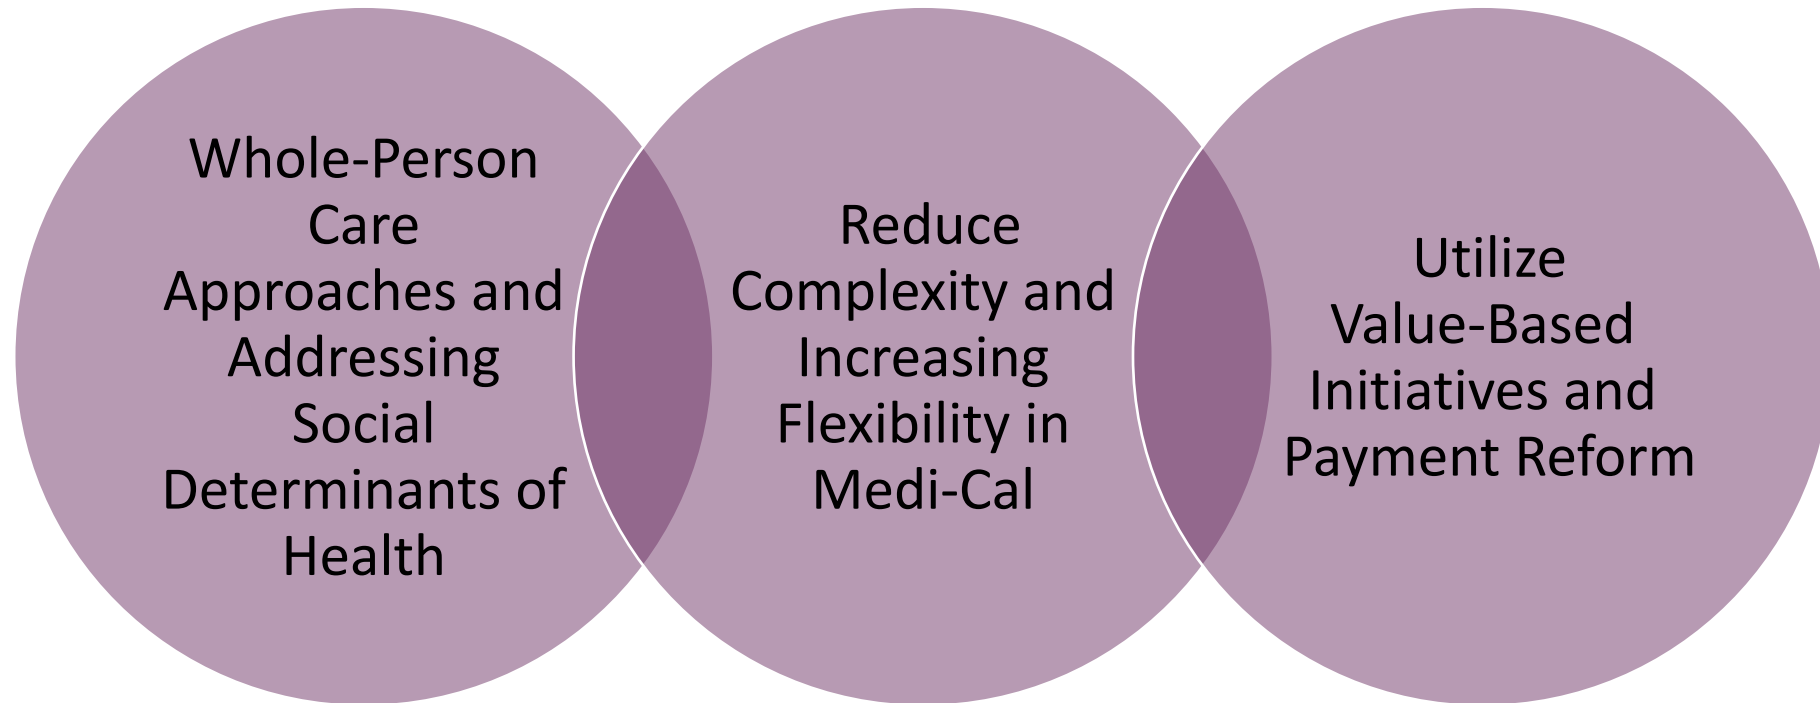 Whole-Person
Care
Approaches and
Addressing
Social
Determinants of
Health
Reduce
Complexity and
Increasing
Flexibility in
Medi-Cal
Utilize
Value-Based
Initiatives and
Payment Reform